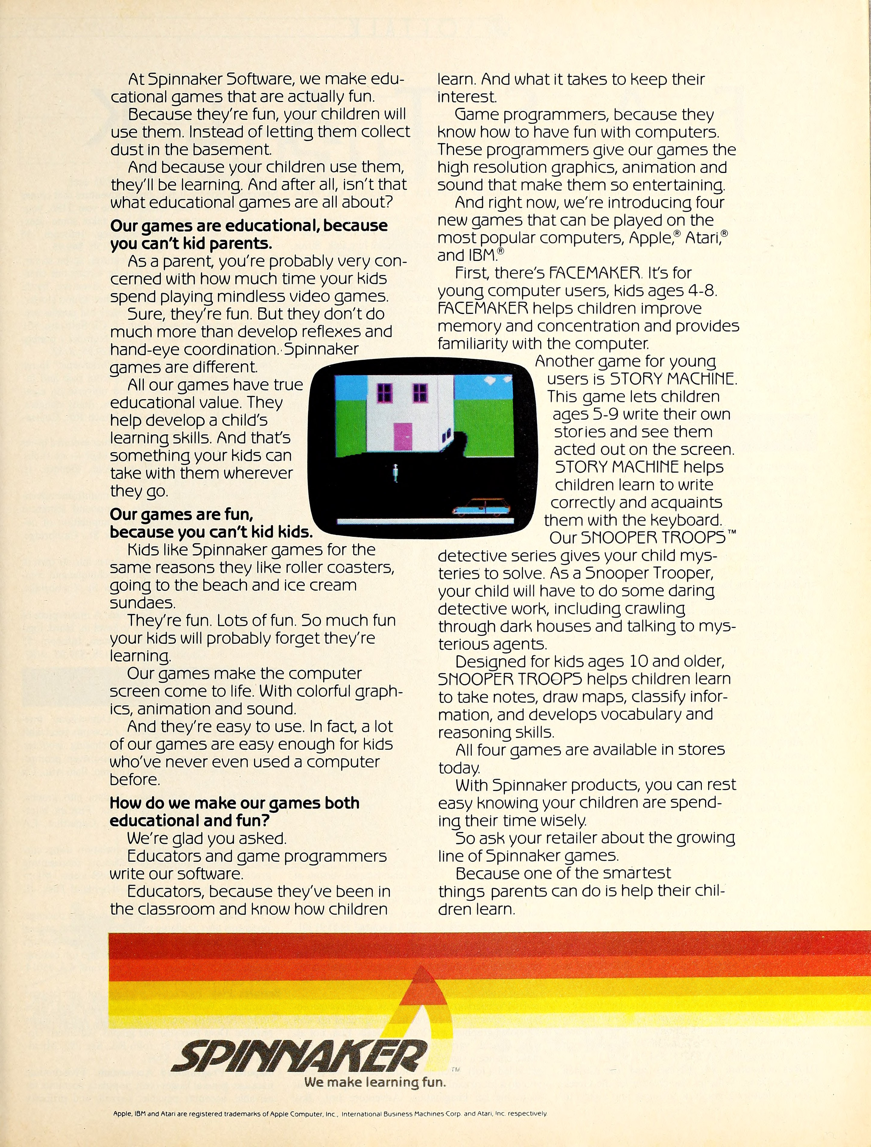 At Spinnaker Software, we make edu-
cational games that are actually fun.
Because they're fun, your children will
use them. Instead of letting them collect
dust in the basement.
And because your children use them,
they'll be learning. And after all, isn't that
what educational games are all about?
Our games are educational, because
you can't kid parents.
As a parent, you're probably very con-
cerned with how much time your kids
spend playing mindless video games.
Sure, they're fun. But they don't do
much more than develop reflexes and
hand-eye coordination. Spinnaker
games are different.
All our games have true
educational value. They
help develop a child's
learning skills. And that's
something your kids can
take with them wherever
they go.
Our games are fun,
because you can't kid kids.
Kids like Spinnaker games for the
same reasons they like roller coasters,
going to the beach and ice cream
sundaes.
They're fun. Lots of fun. So much fun
your kids will probably forget they're
learning.
Our games make the computer
screen come to life. With colorful graph-
ics, animation and sound.
And they're easy to use. In fact, a lot
of our games are easy enough for kids
who've never even used a computer
before.
How do we make our games both
educational and fun?
We're glad you asked.
Educators and game programmers
write our software.
Educators, because they've been in
the classroom and know how children
learn. And what it takes to keep their
interest.
Game programmers, because they
know how to have fun with computers.
These programmers give our games the
high resolution graphics, animation and
sound that make them so entertaining.
And right now, we're introducing four
new games that can be played on the
most popular computers, Apple,® Atari,®
and IBM.®
First, there's FACEMAKER. It's for
young computer users, kids ages 4-8.
FACEMAKER helps children improve
memory and concentration and provides
familiarity with the computer.
Another game for young
users is STORY MACHINE.
This game lets children
ages 5-9 write their own
stories and see them
acted out on the screen.
STORY MACHINE helps
children learn to write
correctly and acquaints
them with the keyboard.
Our SNOOPER TROOPS™
detective series gives your child mys-
teries to solve. As a Snooper Trooper,
your child will have to do some daring
detective work, including crawling
through dark houses and talking to mys-
terious agents.
Designed for kids ages 10 and older,
SNOOPER TROOPS helps children learn
to take notes, draw maps, classify infor-
mation, and develops vocabulary and
reasoning skills.
All four games are available in stores
today.
With Spinnaker products, you can rest
easy knowing your children are spend-
ing their time wisely.
So ask your retailer about the growing
line of Spinnaker games.
Because one of the smartest
things parents can do is help their chil-
dren learn.
SPINNAKER™
We make learning fun.
Apple, IBM and Atari are registered trademarks of Apple Computer, Inc., International Business Machines Corp. and Atari, Inc. respectively.